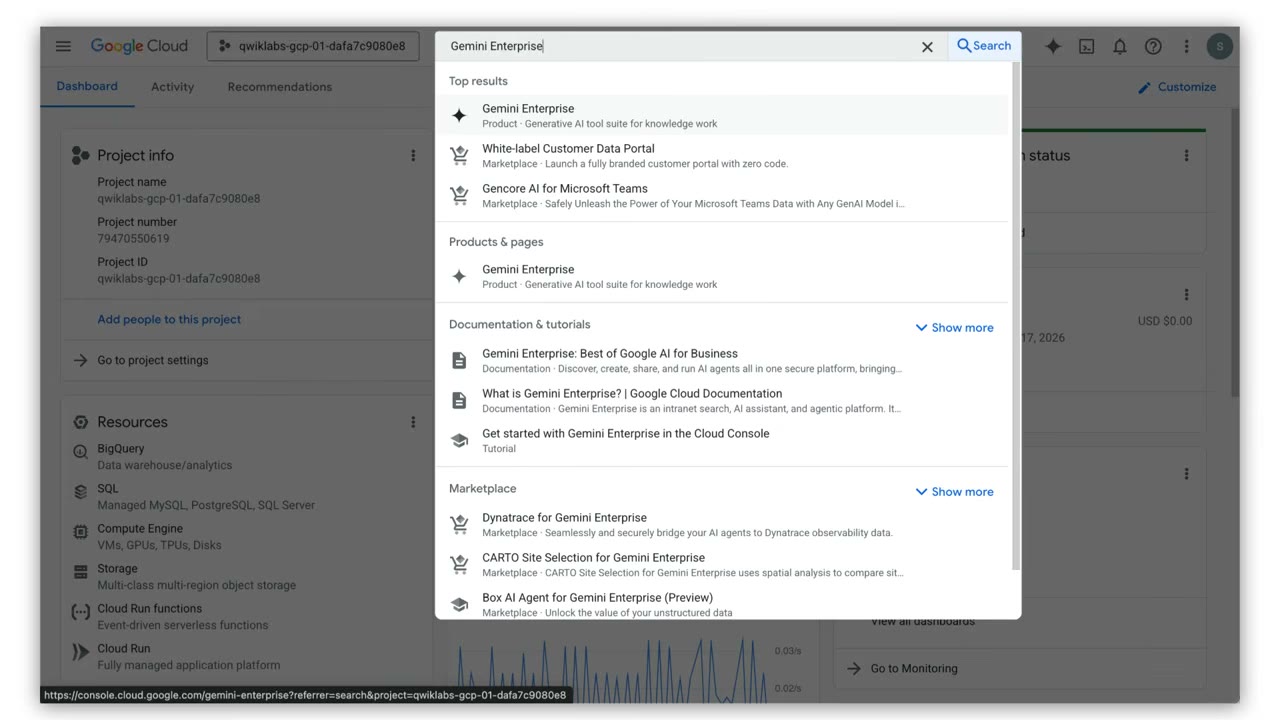 Google Cloud
qwiklabs-gcp-01-dafa7c9080e8
Gemini Enterprise
Search
S
Dashboard
Activity
Recommendations
Customize
Top results
Gemini Enterprise
Product · Generative AI tool suite for knowledge work
White-label Customer Data Portal
Marketplace · Launch a fully branded customer portal with zero code.
Gencore AI for Microsoft Teams
Marketplace · Safely Unleash the Power of Your Microsoft Teams Data with Any GenAI Model i…
Products & pages
Gemini Enterprise
Product · Generative AI tool suite for knowledge work
Documentation & tutorials
Show more
Gemini Enterprise: Best of Google AI for Business
Documentation · Discover, create, share, and run AI agents all in one secure platform, bringing…
What is Gemini Enterprise? | Google Cloud Documentation
Documentation · Gemini Enterprise is an intranet search, AI assistant, and agentic platform. It…
Get started with Gemini Enterprise in the Cloud Console
Tutorial
Marketplace
Show more
Dynatrace for Gemini Enterprise
Marketplace · Seamlessly and securely bridge your AI agents to Dynatrace observability data.
CARTO Site Selection for Gemini Enterprise
Marketplace · CARTO Site Selection for Gemini Enterprise uses spatial analysis to compare sit…
Box AI Agent for Gemini Enterprise (Preview)
Marketplace · Unlock the value of your unstructured data
Project info
Project name
qwiklabs-gcp-01-dafa7c9080e8
Project number
79470550619
Project ID
qwiklabs-gcp-01-dafa7c9080e8
Add people to this project
Go to project settings
Resources
BigQuery
Data warehouse/analytics
SQL
Managed MySQL, PostgreSQL, SQL Server
Compute Engine
VMs, GPUs, TPUs, Disks
Storage
Multi-class multi-region object storage
Cloud Run functions
Event-driven serverless functions
Cloud Run
Fully managed application platform
status
USD $0.00
17, 2026
View all dashboards
Go to Monitoring
0.03/s
0.02/s
https://console.cloud.google.com/gemini-enterprise?referrer=search&project=qwiklabs-gcp-01-dafa7c9080e8